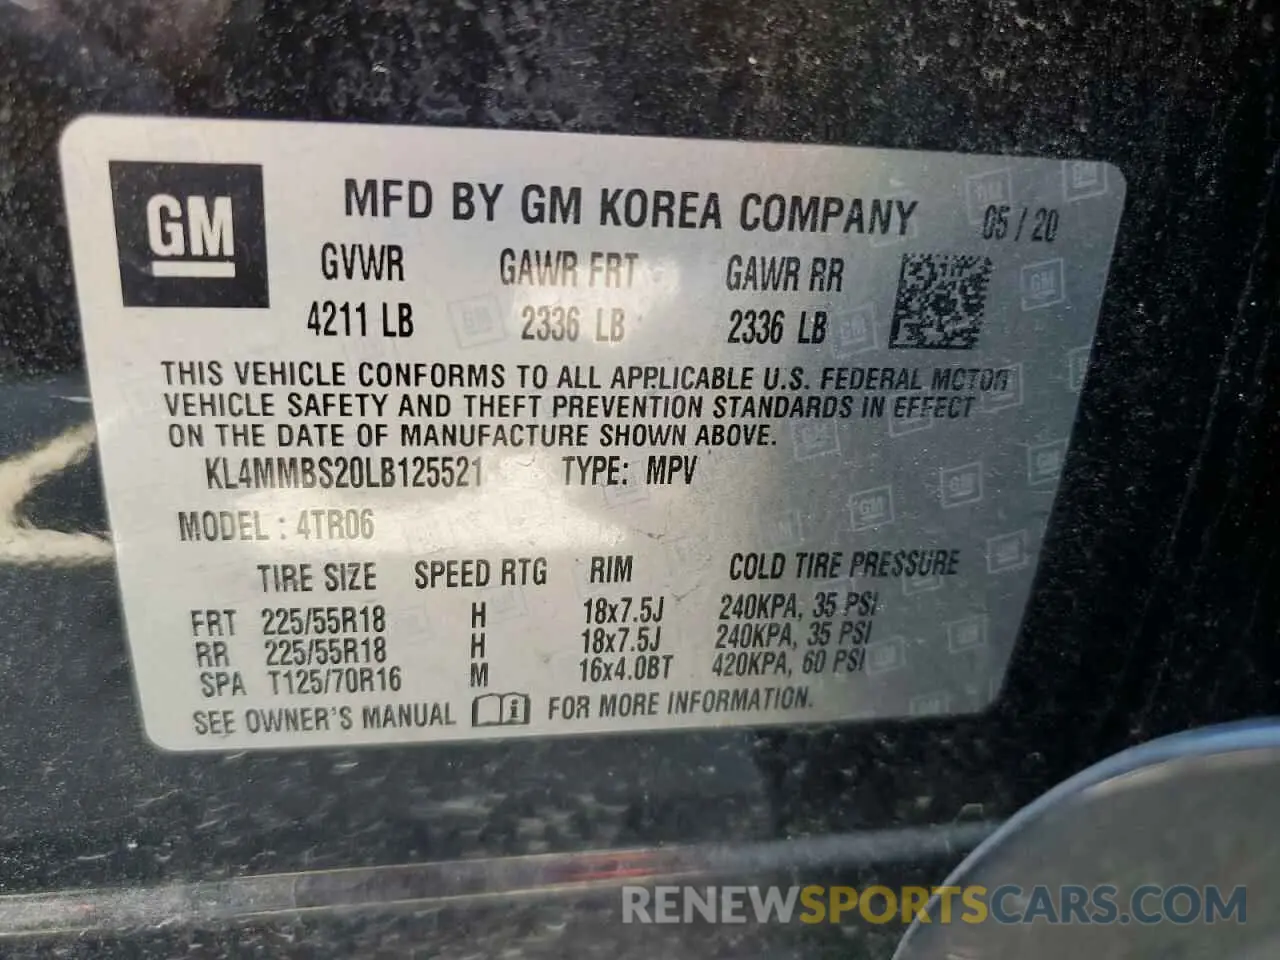 GM
MFD BY GM KOREA COMPANY 05/20
GVWR GAWR FRT GAWR RR
4211 LB 2336 LB 2336 LB
THIS VEHICLE CONFORMS TO ALL APPLICABLE U.S. FEDERAL MOTOR
VEHICLE SAFETY AND THEFT PREVENTION STANDARDS IN EFFECT
ON THE DATE OF MANUFACTURE SHOWN ABOVE.
KL4MMBS20LB125521 TYPE: MPV
MODEL : 4TR06
TIRE SIZE SPEED RTG RIM COLD TIRE PRESSURE
FRT 225/55R18 H 18x7.5J 240KPA, 35 PSI
RR 225/55R18 H 18x7.5J 240KPA, 35 PSI
SPA T125/70R16 M 16x4.0BT 420KPA, 60 PSI
SEE OWNER'S MANUAL i FOR MORE INFORMATION.
RENEWSPORTSCARS.COM